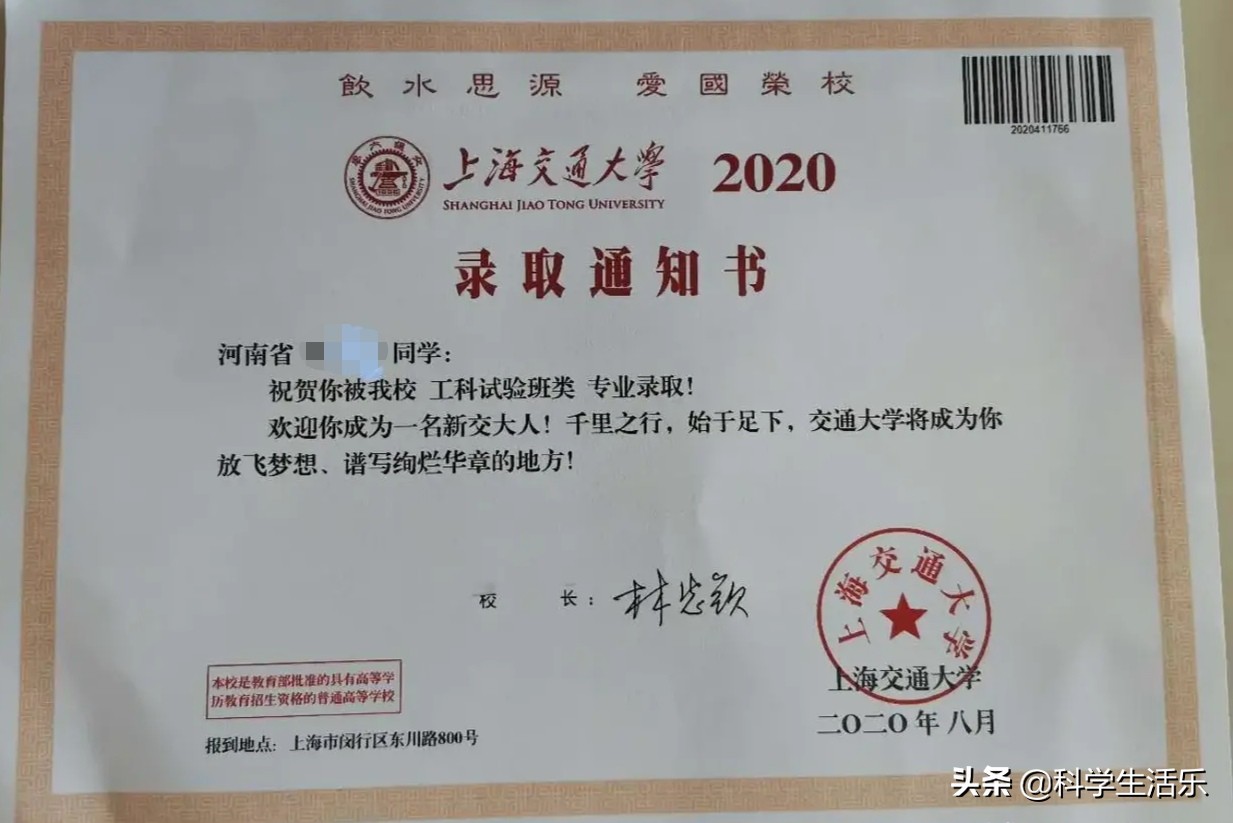 飲水思源 愛國榮校
2020411766
上海交通大學 2020
SHANGHAI JIAO TONG UNIVERSITY
录取通知书
河南省 同学：
祝贺你被我校 工科试验班类 专业录取！
欢迎你成为一名新交大人！千里之行，始于足下，交通大学将成为你
放飞梦想、谱写绚烂华章的地方！
校 长：林忠钦
上海交通大学
上海交通大学
二〇二〇年八月
本校是教育部批准的具有高等学
历教育招生资格的普通高等学校
报到地点：上海市闵行区东川路800号
头条 @科学生活乐